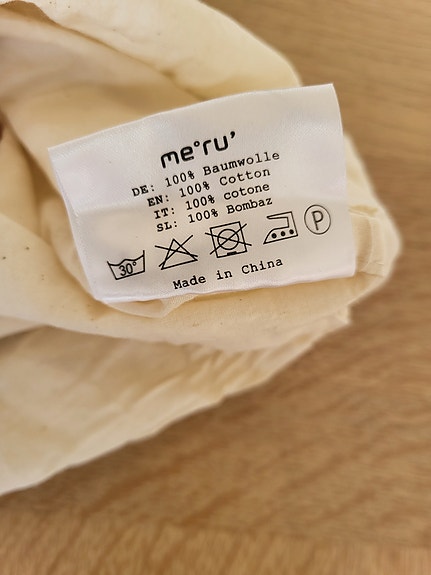 me°ru'
DE: 100% Baumwolle
EN: 100% Cotton
IT: 100% cotone
SL: 100% Bombaz
30° P
Made in China